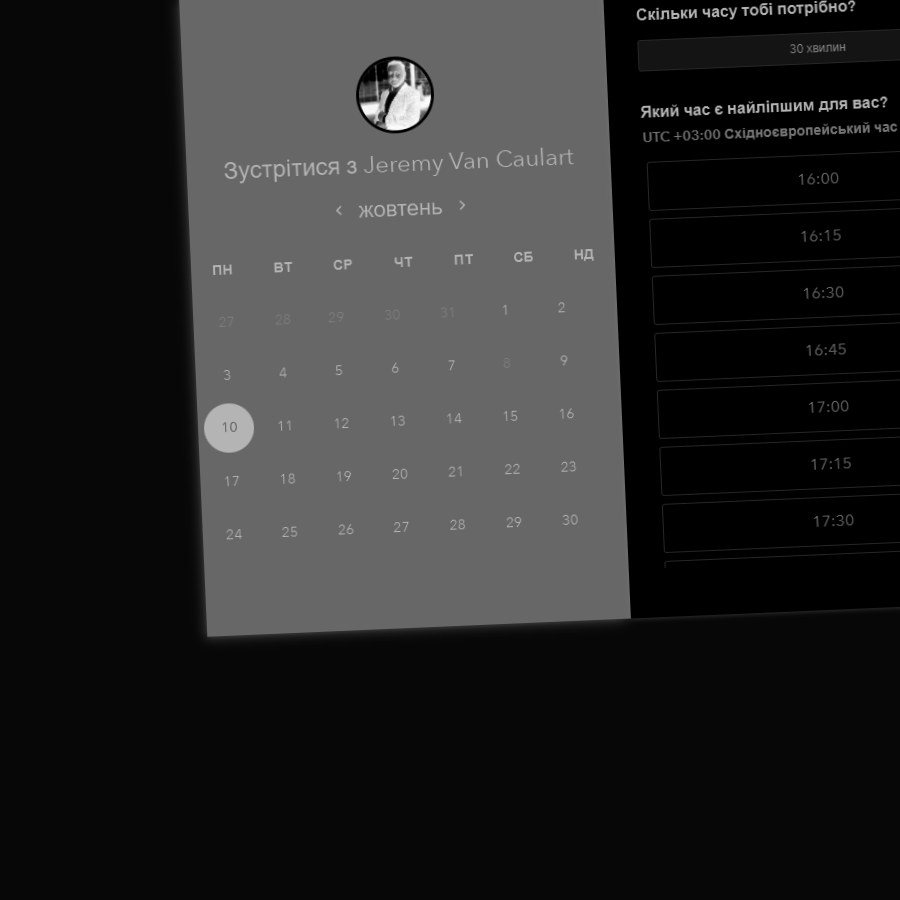 Зустрітися з Jeremy Van Caulart
жовтень
ПН ВТ СР ЧТ ПТ СБ НД
27 28 29 30 31 1 2
3 4 5 6 7 8 9
10 11 12 13 14 15 16
17 18 19 20 21 22 23
24 25 26 27 28 29 30
Скільки часу тобі потрібно?
30 хвилин
Який час є найліпшим для вас?
UTC +03:00 Східноєвропейський час
16:00
16:15
16:30
16:45
17:00
17:15
17:30